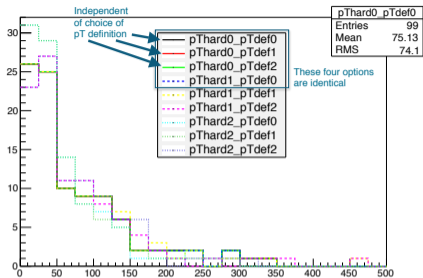 Independent
of choice of
pT definition
pThard0_pTdef0
Entries 99
Mean 75.13
RMS 74.1
pThard0_pTdef0
pThard0_pTdef1
pThard0_pTdef2
pThard1_pTdef0
pThard1_pTdef1
pThard1_pTdef2
pThard2_pTdef0
pThard2_pTdef1
pThard2_pTdef2
These four options
are identical
30
25
20
15
10
5
0
0 50 100 150 200 250 300 350 400 450 500